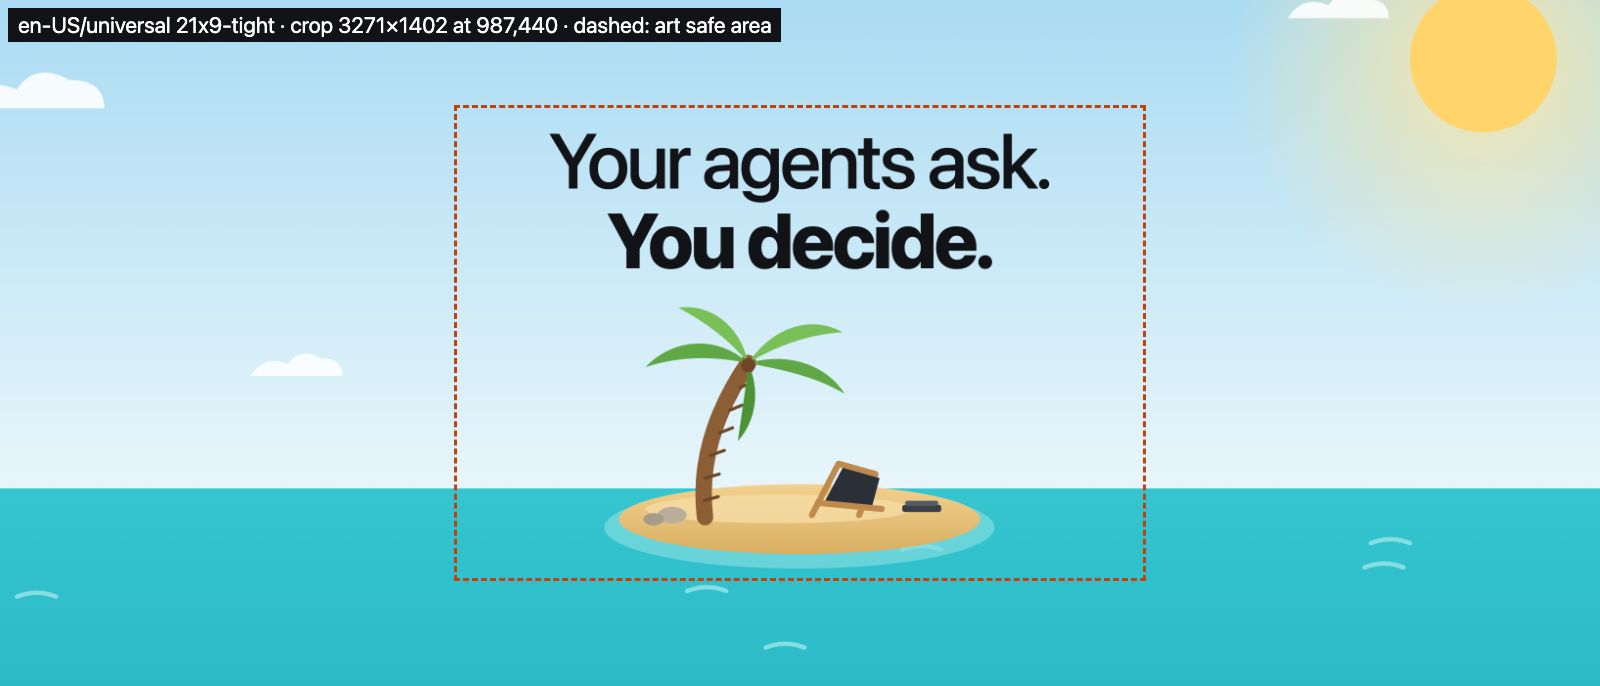 en-US/universal 21x9-tight · crop 3271×1402 at 987,440 · dashed: art safe area
Your agents ask.
You decide.